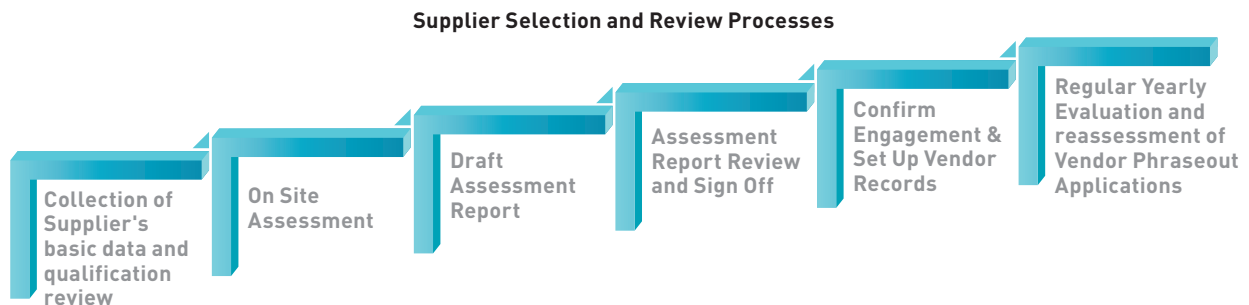 Supplier Selection and Review Processes
Collection of
Supplier's
basic data and
qualification
review
On Site
Assessment
Draft
Assessment
Report
Assessment
Report Review
and Sign Off
Confirm
Engagement &
Set Up Vendor
Records
Regular Yearly
Evaluation and
reassessment of
Vendor Phraseout
Applications